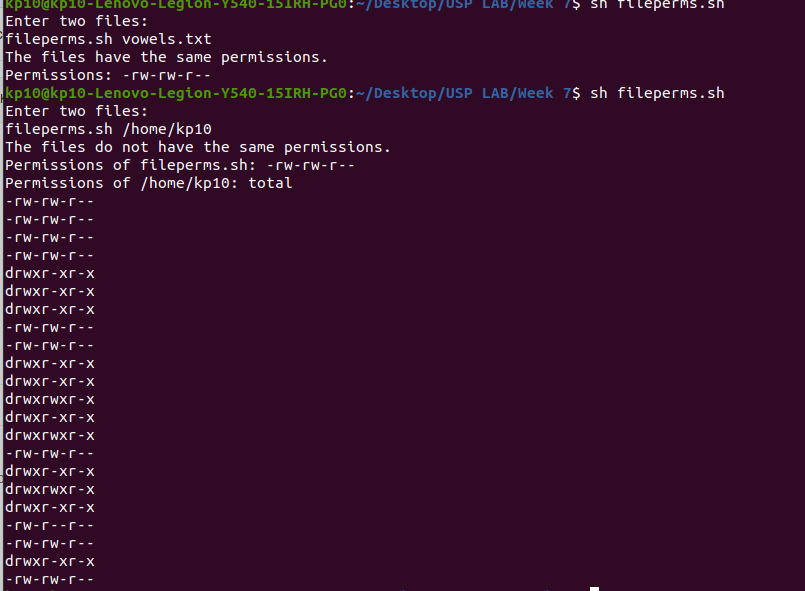 kp10@kp10-Lenovo-Legion-Y540-15IRH-PG0:~/Desktop/USP LAB/Week 7$ sh fileperms.sh
Enter two files:
fileperms.sh vowels.txt
The files have the same permissions.
Permissions: -rw-rw-r--
kp10@kp10-Lenovo-Legion-Y540-15IRH-PG0:~/Desktop/USP LAB/Week 7$ sh fileperms.sh
Enter two files:
fileperms.sh /home/kp10
The files do not have the same permissions.
Permissions of fileperms.sh: -rw-rw-r--
Permissions of /home/kp10: total
-rw-rw-r--
-rw-rw-r--
-rw-rw-r--
-rw-rw-r--
drwxr-xr-x
drwxr-xr-x
drwxr-xr-x
-rw-rw-r--
-rw-rw-r--
drwxr-xr-x
drwxr-xr-x
drwxrwxr-x
drwxr-xr-x
drwxrwxr-x
-rw-rw-r--
drwxr-xr-x
drwxrwxr-x
drwxr-xr-x
-rw-r--r--
-rw-rw-r--
drwxr-xr-x
-rw-rw-r--